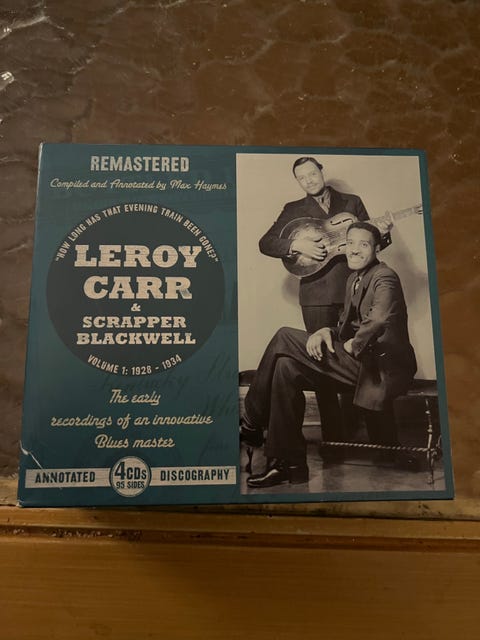 REMASTERED
Compiled and Annotated by Max Haymes
"HOW LONG HAS THAT EVENING TRAIN BEEN GONE?"
LEROY
CARR
&
SCRAPPER
BLACKWELL
VOLUME 1: 1928 - 1934
The early
recordings of an innovative
Blues master
ANNOTATED 4CDs DISCOGRAPHY
95 SIDES